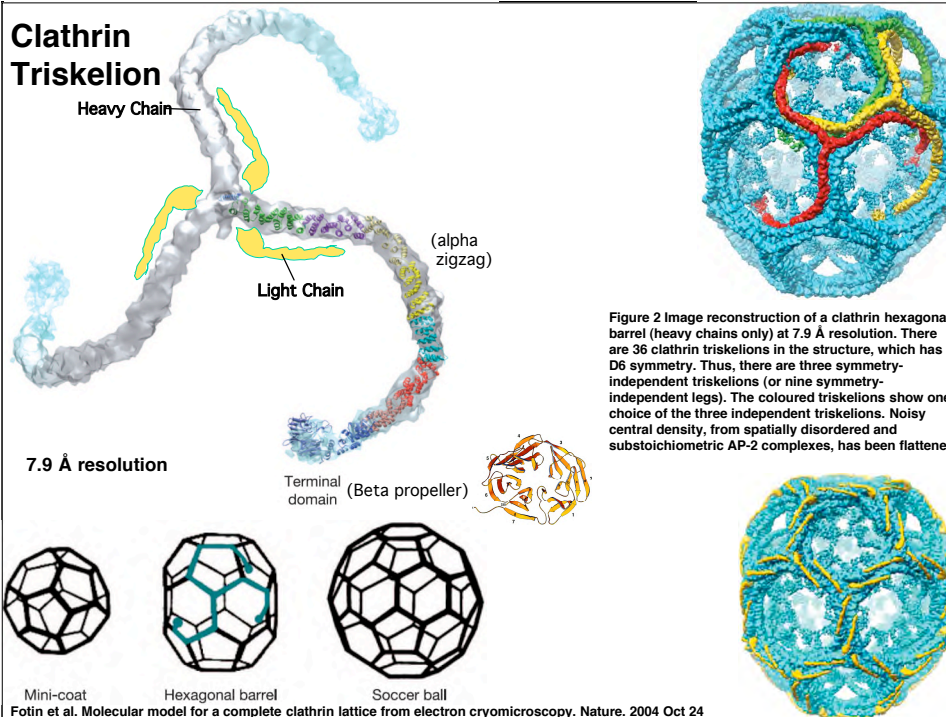 Clathrin
Triskelion
Heavy Chain
(alpha
zigzag)
Light Chain
7.9 Å resolution
Terminal
domain
(Beta propeller)
Figure 2 Image reconstruction of a clathrin hexagona
barrel (heavy chains only) at 7.9 Å resolution. There
are 36 clathrin triskelions in the structure, which has
D6 symmetry. Thus, there are three symmetry-
independent triskelions (or nine symmetry-
independent legs). The coloured triskelions show one
choice of the three independent triskelions. Noisy
central density, from spatially disordered and
substoichiometric AP-2 complexes, has been flattene
Mini-coat
Hexagonal barrel
Soccer ball
Fotin et al. Molecular model for a complete clathrin lattice from electron cryomicroscopy. Nature. 2004 Oct 24